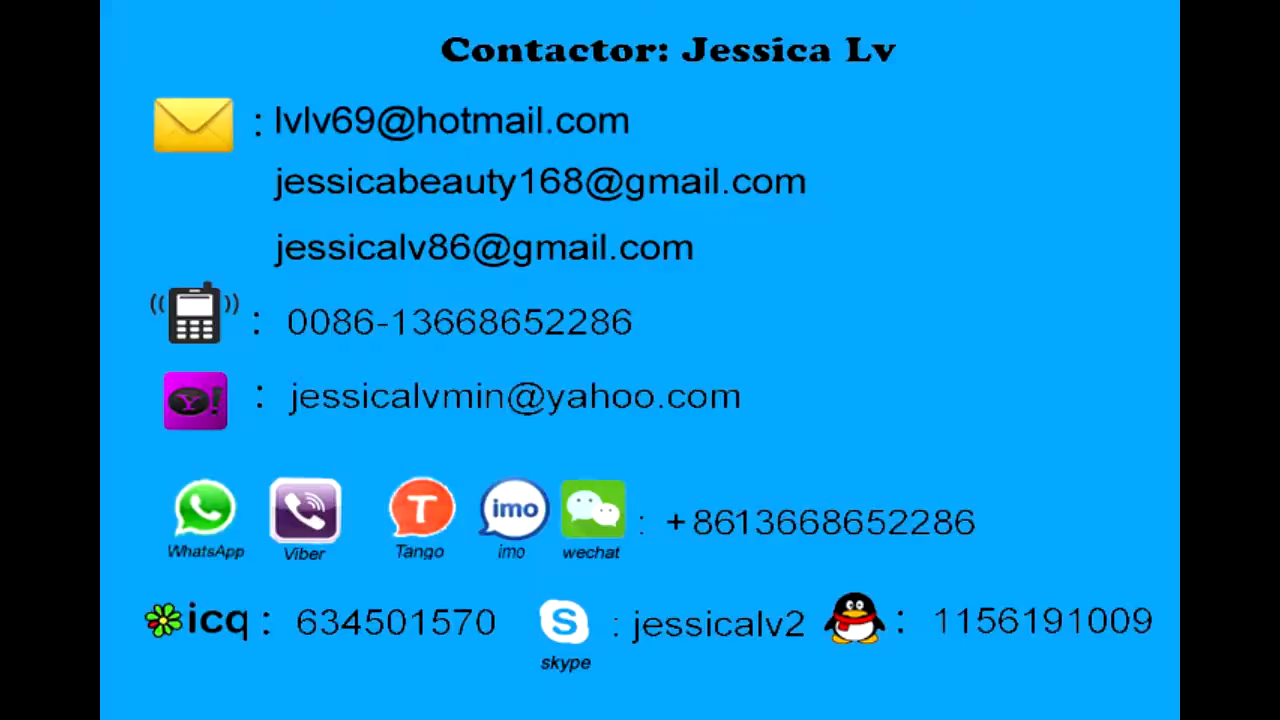 Contactor: Jessica Lv
: lvlv69@hotmail.com
jessicabeauty168@gmail.com
jessicalv86@gmail.com
: 0086-13668652286
Y! : jessicalvmin@yahoo.com
T imo : +8613668652286
WhatsApp Viber Tango imo wechat
icq : 634501570 S : jessicalv2 : 1156191009
skype